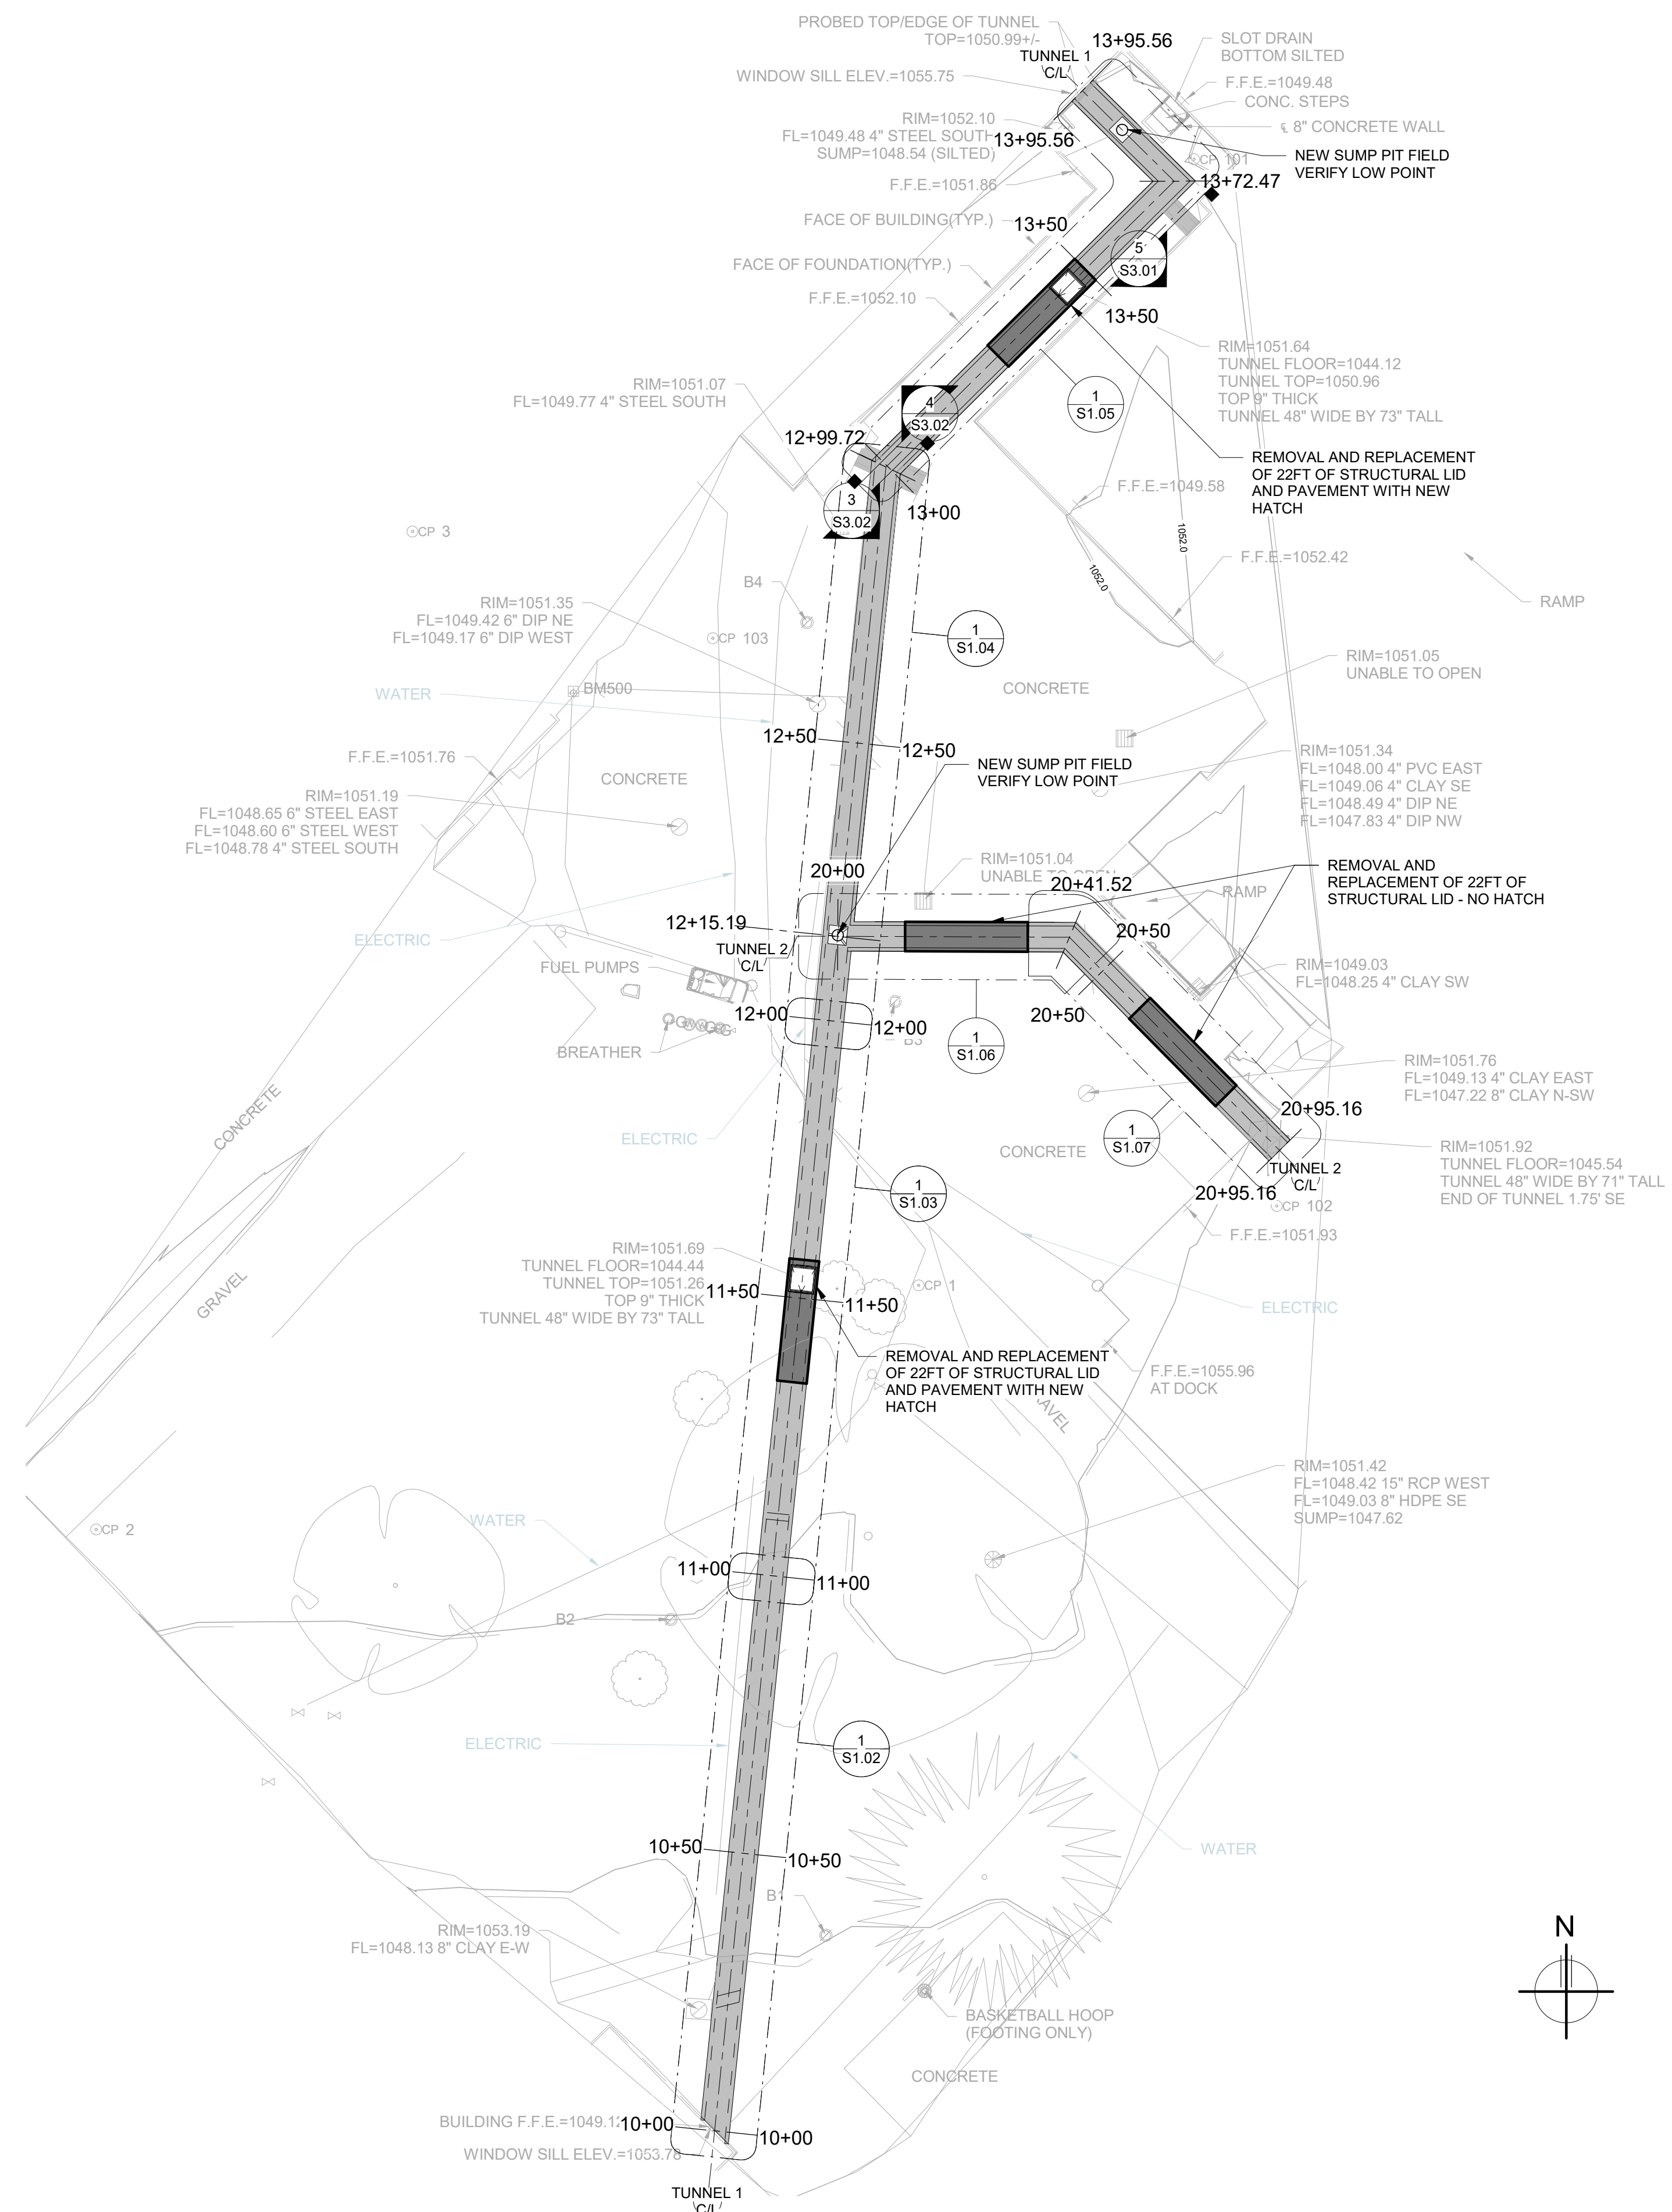 PROBED TOP/EDGE OF TUNNEL
TOP=1050.99+/-
13+95.56
TUNNEL 1
C/L
SLOT DRAIN
BOTTOM SILTED
WINDOW SILL ELEV.=1055.75
F.F.E.=1049.48
CONC. STEPS
RIM=1052.10
FL=1049.48 4" STEEL SOUTH
SUMP=1048.54 (SILTED)
13+95.56
℄ 8" CONCRETE WALL
NEW SUMP PIT FIELD
VERIFY LOW POINT
CP 101
F.F.E.=1051.86
13+72.47
FACE OF BUILDING(TYP.)
13+50
5
S3.01
FACE OF FOUNDATION(TYP.)
F.F.E.=1052.10
13+50
RIM=1051.64
TUNNEL FLOOR=1044.12
TUNNEL TOP=1050.96
TOP 9" THICK
TUNNEL 48" WIDE BY 73" TALL
RIM=1051.07
FL=1049.77 4" STEEL SOUTH
4
S3.02
1
S1.05
12+99.72
REMOVAL AND REPLACEMENT
OF 22FT OF STRUCTURAL LID
AND PAVEMENT WITH NEW
HATCH
F.F.E.=1049.58
3
S3.02
13+00
CP 3
1052.0
1052.0
F.F.E.=1052.42
RAMP
B4
RIM=1051.35
FL=1049.42 6" DIP NE
FL=1049.17 6" DIP WEST
CP 103
1
S1.04
RIM=1051.05
UNABLE TO OPEN
WATER
BM500
CONCRETE
12+50
12+50
F.F.E.=1051.76
CONCRETE
NEW SUMP PIT FIELD
VERIFY LOW POINT
RIM=1051.34
FL=1048.00 4" PVC EAST
FL=1049.06 4" CLAY SE
FL=1048.49 4" DIP NE
FL=1047.83 4" DIP NW
RIM=1051.19
FL=1048.65 6" STEEL EAST
FL=1048.60 6" STEEL WEST
FL=1048.78 4" STEEL SOUTH
20+00
RIM=1051.04
UNABLE TO OPEN
20+41.52
RAMP
REMOVAL AND
REPLACEMENT OF 22FT OF
STRUCTURAL LID - NO HATCH
12+15.19
ELECTRIC
TUNNEL 2
C/L
20+50
FUEL PUMPS
RIM=1049.03
FL=1048.25 4" CLAY SW
12+00
12+00
20+50
B3
1
S1.06
BREATHER
RIM=1051.76
FL=1049.13 4" CLAY EAST
FL=1047.22 8" CLAY N-SW
CONCRETE
20+95.16
ELECTRIC
1
S1.07
CONCRETE
RIM=1051.92
TUNNEL FLOOR=1045.54
TUNNEL 48" WIDE BY 71" TALL
END OF TUNNEL 1.75' SE
TUNNEL 2
C/L
1
S1.03
20+95.16
CP 102
F.F.E.=1051.93
RIM=1051.69
TUNNEL FLOOR=1044.44
TUNNEL TOP=1051.26
TOP 9" THICK
TUNNEL 48" WIDE BY 73" TALL
11+50
11+50
CP 1
GRAVEL
ELECTRIC
REMOVAL AND REPLACEMENT
OF 22FT OF STRUCTURAL LID
AND PAVEMENT WITH NEW
HATCH
F.F.E.=1055.96
AT DOCK
RIM=1051.42
FL=1048.42 15" RCP WEST
FL=1049.03 8" HDPE SE
SUMP=1047.62
CP 2
WATER
11+00
11+00
B2
ELECTRIC
1
S1.02
WATER
10+50
10+50
B1
RIM=1053.19
FL=1048.13 8" CLAY E-W
N
BASKETBALL HOOP
(FOOTING ONLY)
CONCRETE
BUILDING F.F.E.=1049.12
10+00
10+00
WINDOW SILL ELEV.=1053.78
TUNNEL 1
C/L